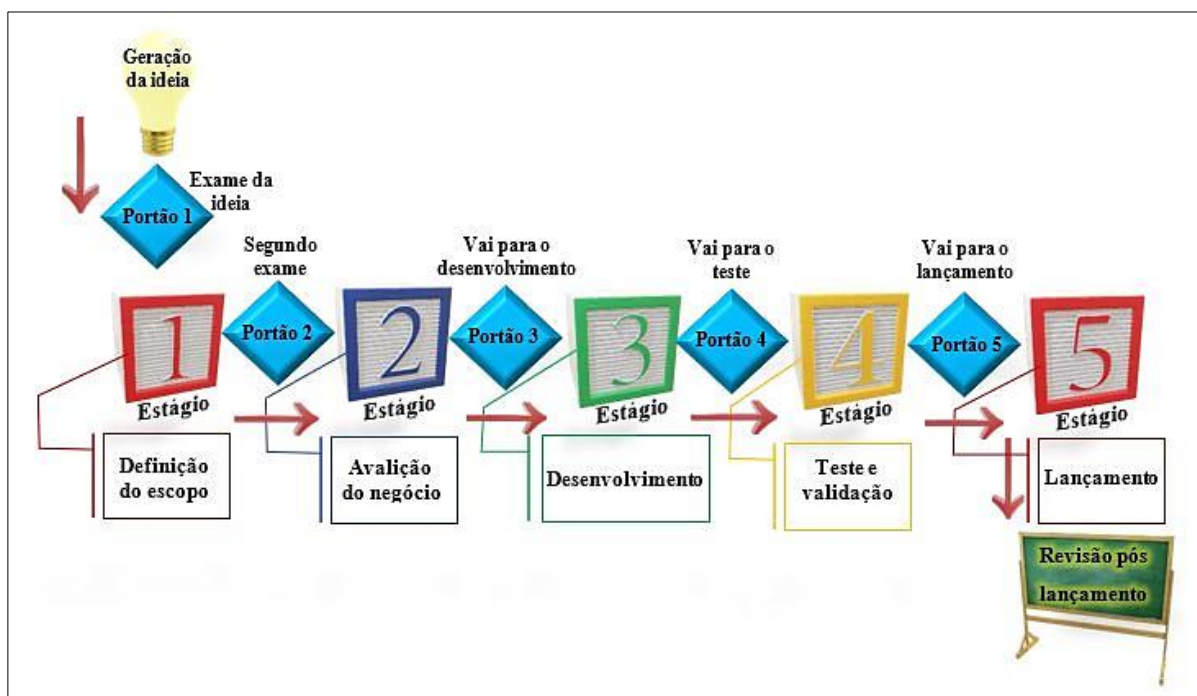 Geração
da ideia
Exame da
ideia
Portão 1
Segundo
exame
Vai para o
desenvolvimento
Vai para o
teste
Vai para o
lançamento
1
Portão 2
2
Portão 3
3
Portão 4
4
Portão 5
5
Estágio
Estágio
Estágio
Estágio
Estágio
Definição
do escopo
Avalição
do negócio
Desenvolvimento
Teste e
validação
Lançamento
Revisão pós
lançamento